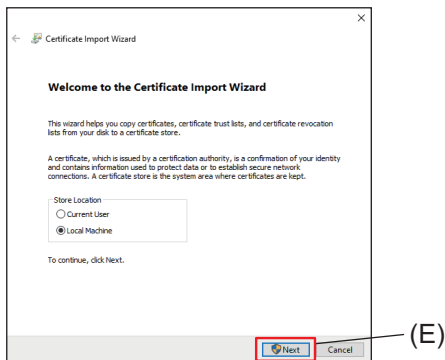 Certificate Import Wizard
Welcome to the Certificate Import Wizard
This wizard helps you copy certificates, certificate trust lists, and certificate revocation
lists from your disk to a certificate store.
A certificate, which is issued by a certification authority, is a confirmation of your identity
and contains information used to protect data or to establish secure network
connections. A certificate store is the system area where certificates are kept.
Store Location
Current User
Local Machine
To continue, click Next.
Next Cancel
(E)